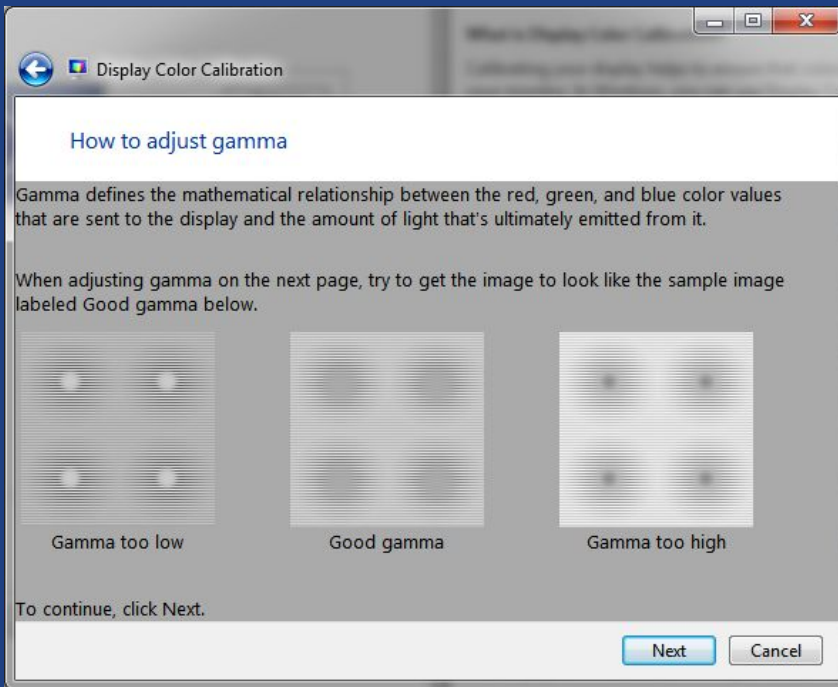 Display Color Calibration
How to adjust gamma
Gamma defines the mathematical relationship between the red, green, and blue color values
that are sent to the display and the amount of light that's ultimately emitted from it.
When adjusting gamma on the next page, try to get the image to look like the sample image
labeled Good gamma below.
Gamma too low
Good gamma
Gamma too high
To continue, click Next.
Next
Cancel